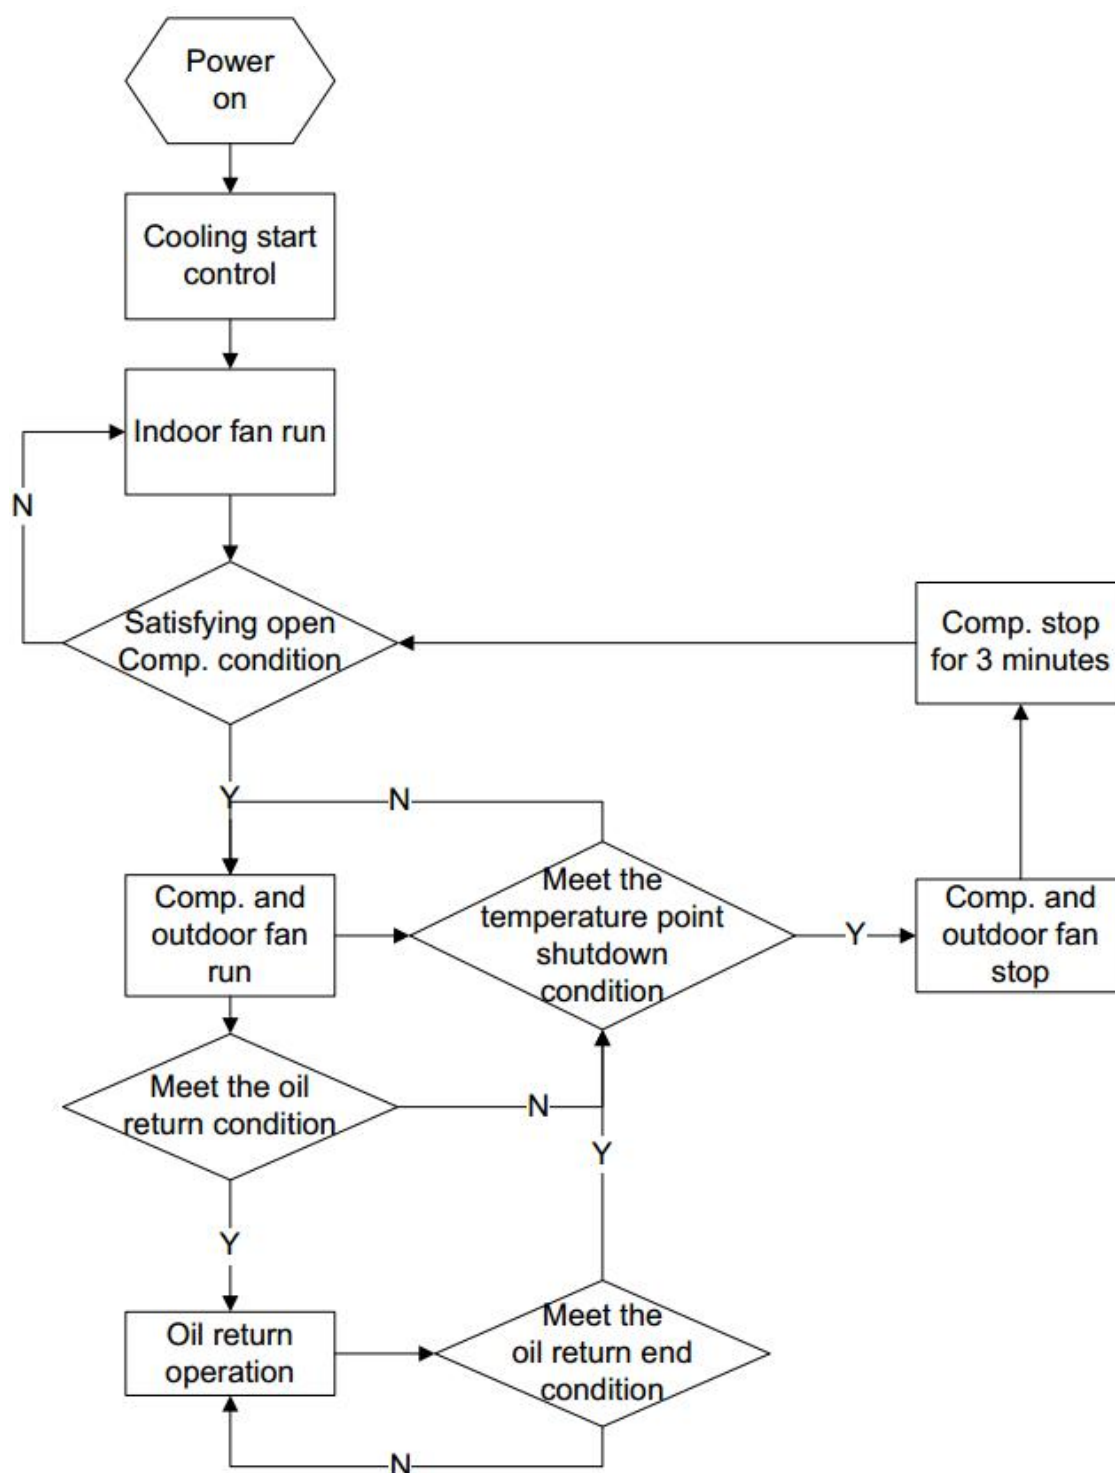 Power
on
Cooling start
control
Indoor fan run
N
Satisfying open
Comp. condition
Comp. stop
for 3 minutes
Y
N
Comp. and
outdoor fan
run
Meet the
temperature point
shutdown
condition
Y
Comp. and
outdoor fan
stop
Meet the oil
return condition
N
Y
Y
Oil return
operation
Meet the
oil return end
condition
N